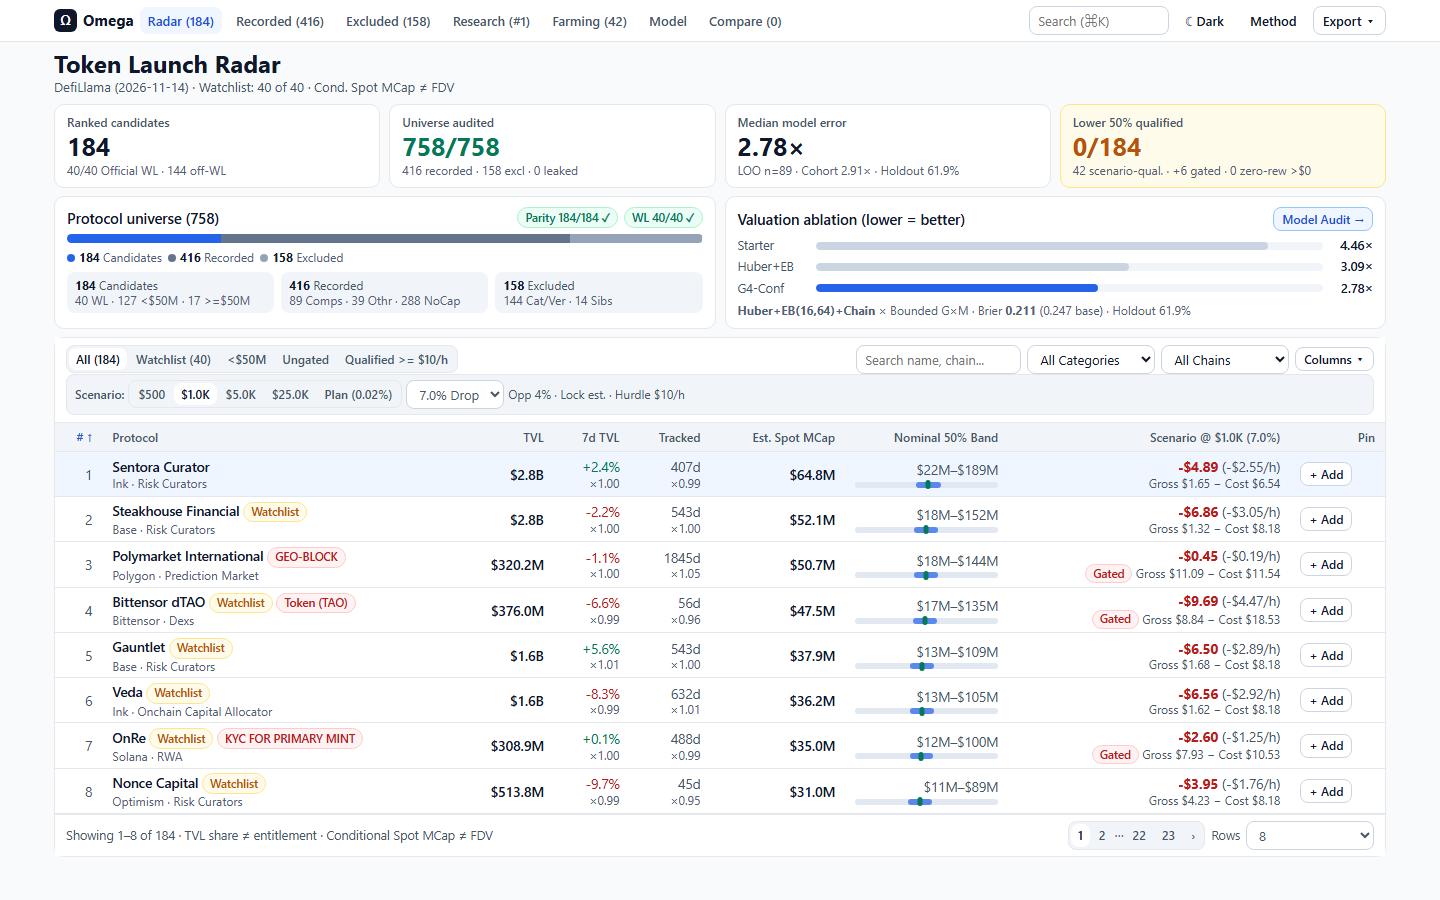 Ω Omega Radar (184) Recorded (416) Excluded (158) Research (#1) Farming (42) Model Compare (0) Search (⌘K) ☾ Dark Method Export ▾
Token Launch Radar
DefiLlama (2026-11-14) · Watchlist: 40 of 40 · Cond. Spot MCap ≠ FDV
Ranked candidates
184
40/40 Official WL · 144 off-WL
Universe audited
758/758
416 recorded · 158 excl · 0 leaked
Median model error
2.78×
LOO n=89 · Cohort 2.91× · Holdout 61.9%
Lower 50% qualified
0/184
42 scenario-qual. · +6 gated · 0 zero-rew >$0
Protocol universe (758) Parity 184/184 ✓ WL 40/40 ✓
184 Candidates 416 Recorded 158 Excluded
184 Candidates
40 WL · 127 <$50M · 17 >=$50M
416 Recorded
89 Comps · 39 Othr · 288 NoCap
158 Excluded
144 Cat/Ver · 14 Sibs
Valuation ablation (lower = better) Model Audit →
Starter 4.46×
Huber+EB 3.09×
G4-Conf 2.78×
Huber+EB(16,64)+Chain × Bounded G×M · Brier 0.211 (0.247 base) · Holdout 61.9%
All (184) Watchlist (40) <$50M Ungated Qualified >= $10/h Search name, chain... All Categories All Chains Columns ▾
Scenario: $500 $1.0K $5.0K $25.0K Plan (0.02%) 7.0% Drop Opp 4% · Lock est. · Hurdle $10/h
# ↑ Protocol TVL 7d TVL Tracked Est. Spot MCap Nominal 50% Band Scenario @ $1.0K (7.0%) Pin
1 Sentora Curator $2.8B +2.4% 407d $64.8M $22M–$189M -$4.89 (-$2.55/h) + Add
Ink · Risk Curators ×1.00 ×0.99 Gross $1.65 − Cost $6.54
2 Steakhouse Financial Watchlist $2.8B -2.2% 543d $52.1M $18M–$152M -$6.86 (-$3.05/h) + Add
Base · Risk Curators ×1.00 ×1.00 Gross $1.32 − Cost $8.18
3 Polymarket International GEO-BLOCK $320.2M -1.1% 1845d $50.7M $18M–$144M -$0.45 (-$0.19/h) + Add
Polygon · Prediction Market ×1.00 ×1.05 Gated Gross $11.09 − Cost $11.54
4 Bittensor dTAO Watchlist Token (TAO) $376.0M -6.6% 56d $47.5M $17M–$135M -$9.69 (-$4.47/h) + Add
Bittensor · Dexs ×0.99 ×0.96 Gated Gross $8.84 − Cost $18.53
5 Gauntlet Watchlist $1.6B +5.6% 543d $37.9M $13M–$109M -$6.50 (-$2.89/h) + Add
Base · Risk Curators ×1.01 ×1.00 Gross $1.68 − Cost $8.18
6 Veda Watchlist $1.6B -8.3% 632d $36.2M $13M–$105M -$6.56 (-$2.92/h) + Add
Ink · Onchain Capital Allocator ×0.99 ×1.01 Gross $1.62 − Cost $8.18
7 OnRe Watchlist KYC FOR PRIMARY MINT $308.9M +0.1% 488d $35.0M $12M–$100M -$2.60 (-$1.25/h) + Add
Solana · RWA ×1.00 ×0.99 Gated Gross $7.93 − Cost $10.53
8 Nonce Capital Watchlist $513.8M -9.7% 45d $31.0M $11M–$89M -$3.95 (-$1.76/h) + Add
Optimism · Risk Curators ×0.99 ×0.95 Gross $4.23 − Cost $8.18
Showing 1–8 of 184 · TVL share ≠ entitlement · Conditional Spot MCap ≠ FDV 1 2 ··· 22 23 › Rows 8